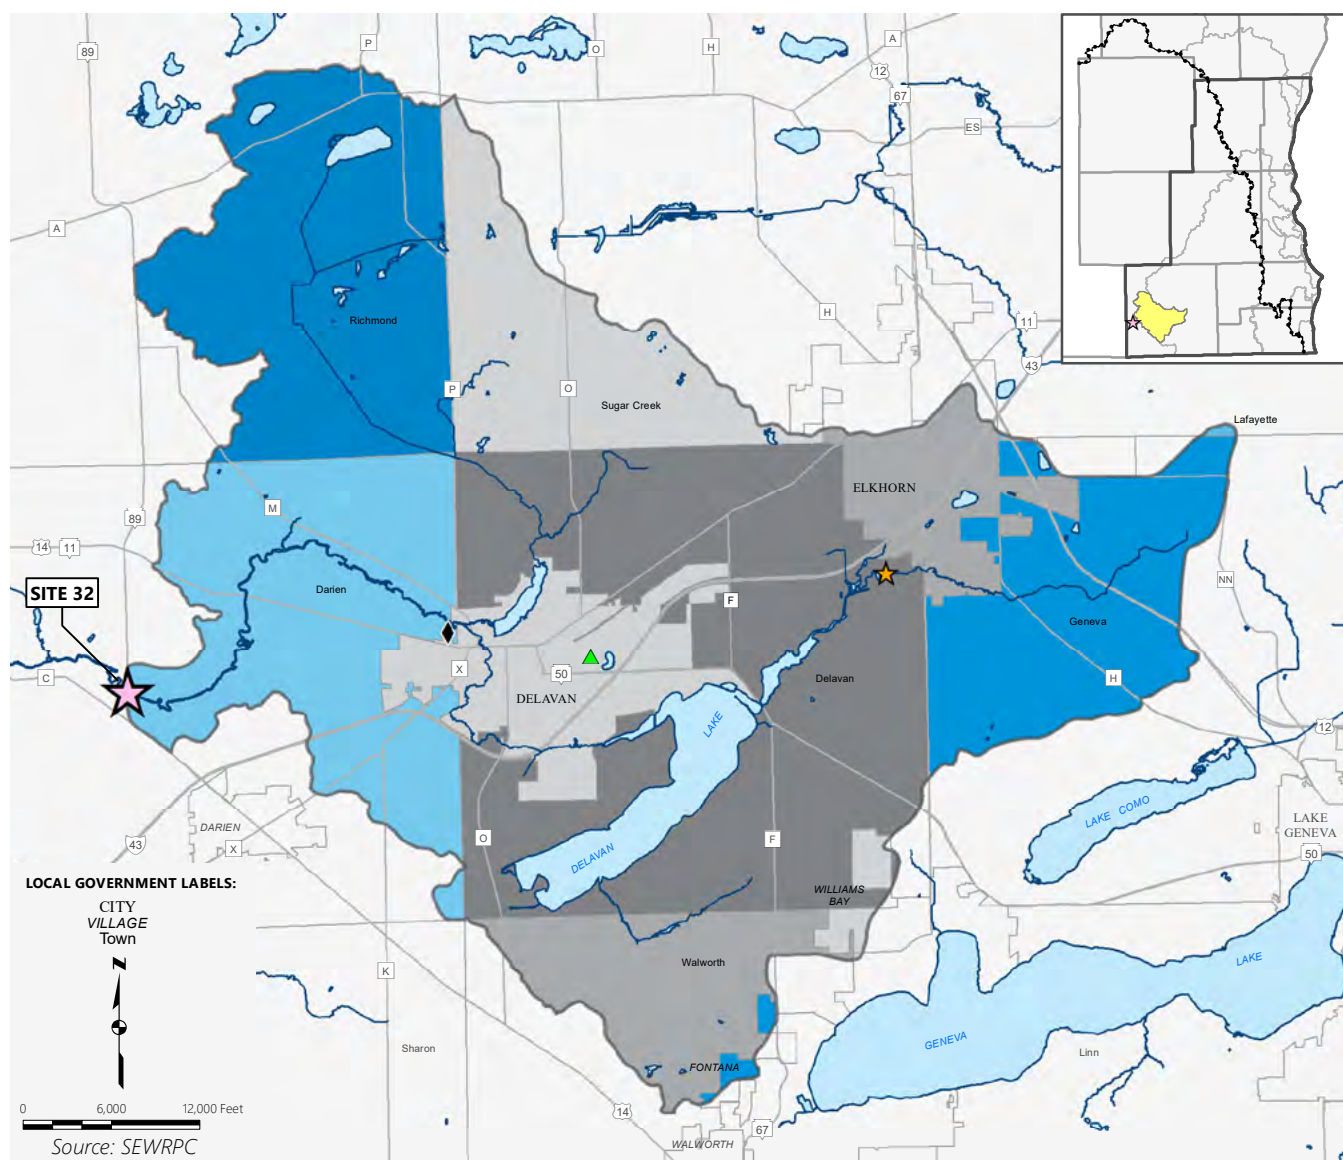 89
P
O
H
A
12
67
ES
A
H
11
43
Richmond
P
O
Sugar Creek
Lafayette
ELKHORN
M
89
14
11
SITE 32
Darien
NN
F
Geneva
X
50
DELAVAN
Delavan
C
H
LAKE
12
DARIEN
X
43
O
F
LAKE COMO
LAKE
GENEVA
50
DELAVAN
WILLIAMS
BAY
LOCAL GOVERNMENT LABELS:
CITY
VILLAGE
Town
N
K
Walworth
LAKE
GENEVA
Sharon
Linn
FONTANA
0 6,000 12,000 Feet
14
67
WALWORTH
Source: SEWRPC